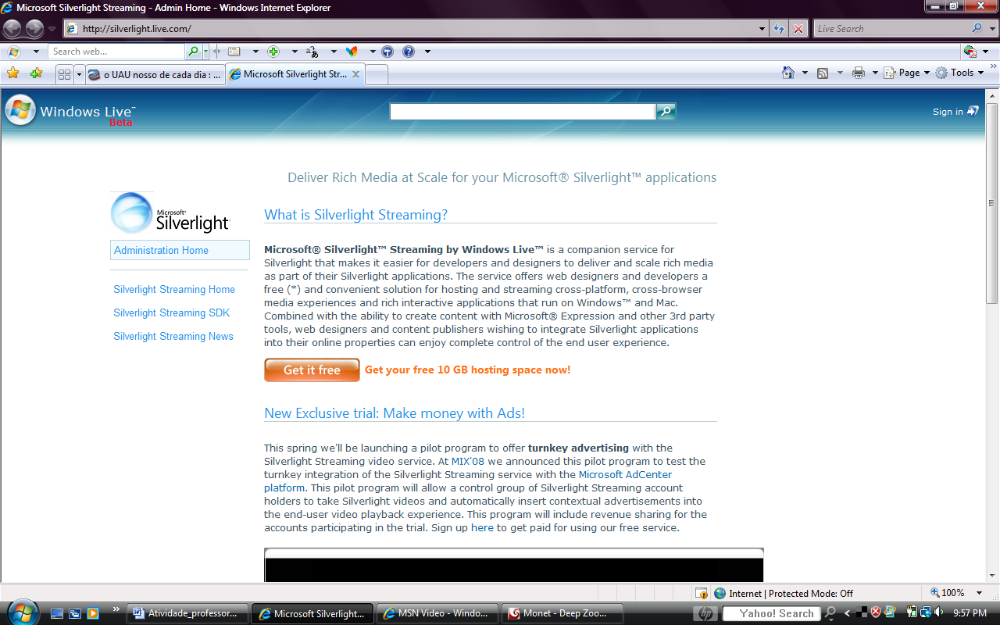 Microsoft Silverlight Streaming - Admin Home - Windows Internet Explorer
http://silverlight.live.com/
Live Search
Search web...
o UAU nosso de cada dia : ...
Microsoft Silverlight Str...
Page
Tools
Windows Live™
Beta
Sign in
Deliver Rich Media at Scale for your Microsoft® Silverlight™ applications
Microsoft®
Silverlight™
Administration Home
Silverlight Streaming Home
Silverlight Streaming SDK
Silverlight Streaming News
What is Silverlight Streaming?
Microsoft® Silverlight™ Streaming by Windows Live™ is a companion service for
Silverlight that makes it easier for developers and designers to deliver and scale rich media
as part of their Silverlight applications. The service offers web designers and developers a
free (*) and convenient solution for hosting and streaming cross-platform, cross-browser
media experiences and rich interactive applications that run on Windows™ and Mac.
Combined with the ability to create content with Microsoft® Expression and other 3rd party
tools, web designers and content publishers wishing to integrate Silverlight applications
into their online properties can enjoy complete control of the end user experience.
Get it free Get your free 10 GB hosting space now!
New Exclusive trial: Make money with Ads!
This spring we'll be launching a pilot program to offer turnkey advertising with the
Silverlight Streaming video service. At MIX'08 we announced this pilot program to test the
turnkey integration of the Silverlight Streaming service with the Microsoft AdCenter
platform. This pilot program will allow a control group of Silverlight Streaming account
holders to take Silverlight videos and automatically insert contextual advertisements into
the end-user video playback experience. This program will include revenue sharing for the
accounts participating in the trial. Sign up here to get paid for using our free service.
Internet | Protected Mode: Off
100%
Atividade_professor...
Microsoft Silverlight...
MSN Video - Windo...
Monet - Deep Zoo...
hp
Yahoo! Search
9:57 PM